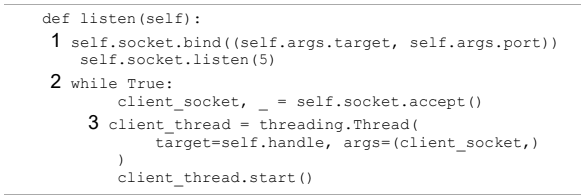 def listen(self):
1 self.socket.bind((self.args.target, self.args.port))
self.socket.listen(5)
2 while True:
client_socket, _ = self.socket.accept()
3 client_thread = threading.Thread(
target=self.handle, args=(client_socket,)
)
client_thread.start()